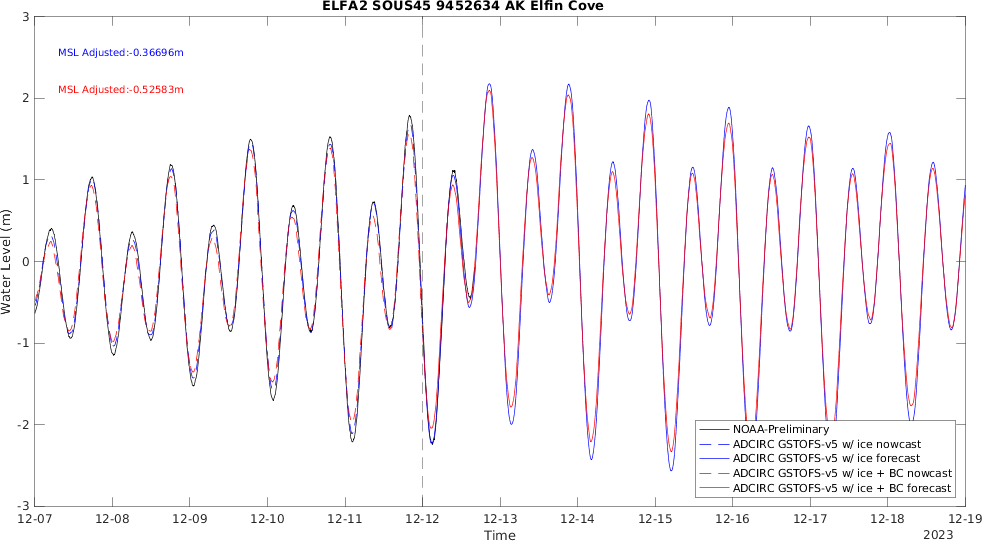 ELFA2 SOUS45 9452634 AK Elfin Cove
MSL Adjusted:-0.36696m
MSL Adjusted:-0.52583m
Water Level (m)
3
2
1
0
-1
-2
-3
NOAA-Preliminary
ADCIRC GSTOFS-v5 w/ ice nowcast
ADCIRC GSTOFS-v5 w/ ice forecast
ADCIRC GSTOFS-v5 w/ ice + BC nowcast
ADCIRC GSTOFS-v5 w/ ice + BC forecast
12-07 12-08 12-09 12-10 12-11 12-12 12-13 12-14 12-15 12-16 12-17 12-18 12-19
Time
2023